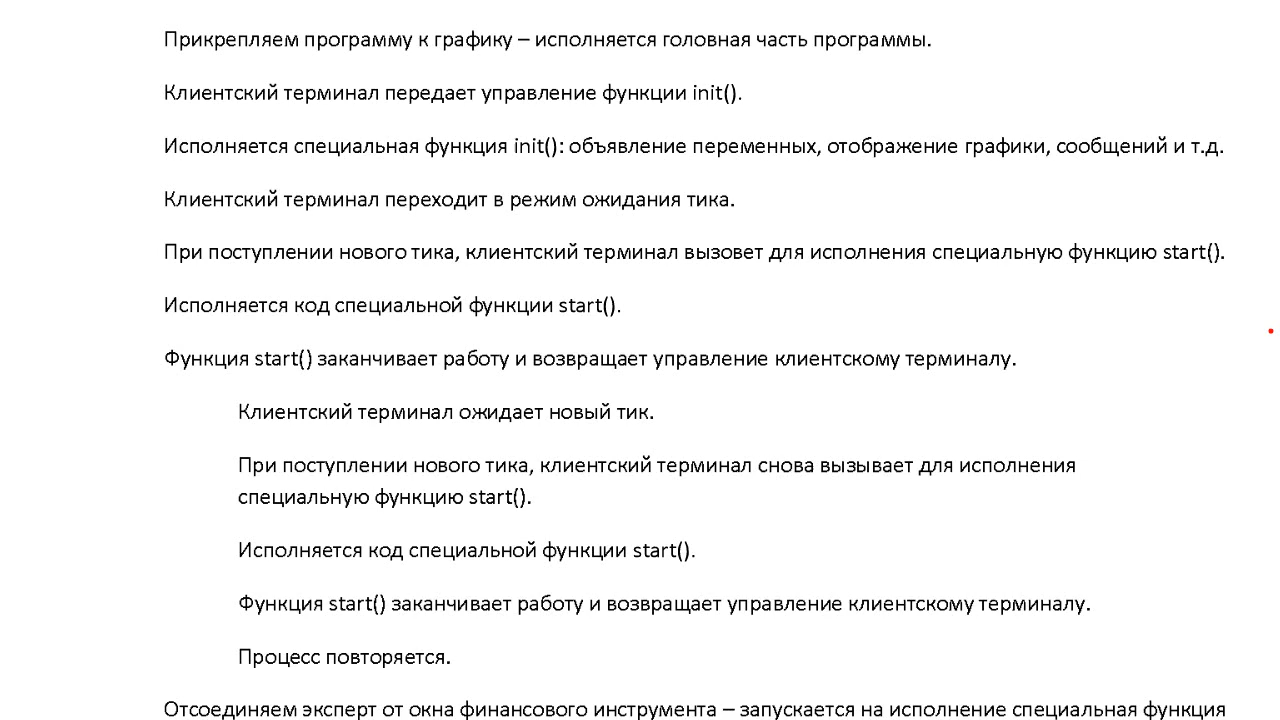 Прикрепляем программу к графику – исполняется головная часть программы.
Клиентский терминал передает управление функции init().
Исполняется специальная функция init(): объявление переменных, отображение графики, сообщений и т.д.
Клиентский терминал переходит в режим ожидания тика.
При поступлении нового тика, клиентский терминал вызовет для исполнения специальную функцию start().
Исполняется код специальной функции start().
Функция start() заканчивает работу и возвращает управление клиентскому терминалу.
Клиентский терминал ожидает новый тик.
При поступлении нового тика, клиентский терминал снова вызывает для исполнения
специальную функцию start().
Исполняется код специальной функции start().
Функция start() заканчивает работу и возвращает управление клиентскому терминалу.
Процесс повторяется.
Отсоединяем эксперт от окна финансового инструмента – запускается на исполнение специальная функция